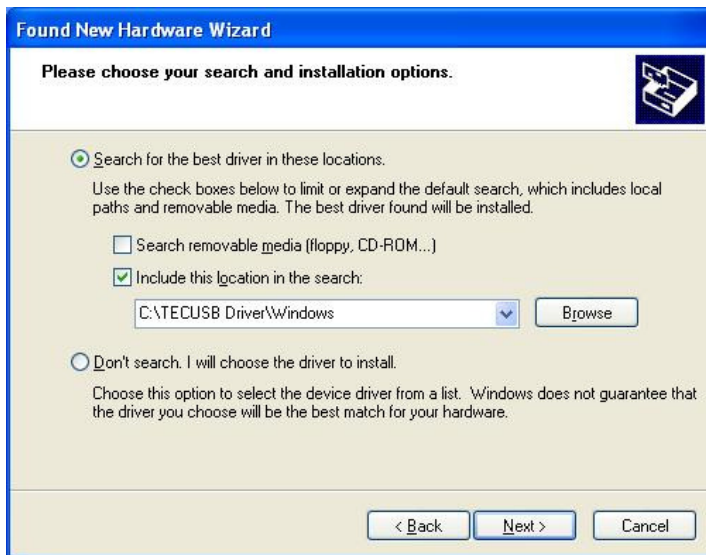 Found New Hardware Wizard
Please choose your search and installation options.
Search for the best driver in these locations.
Use the check boxes below to limit or expand the default search, which includes local
paths and removable media. The best driver found will be installed.
Search removable media (floppy, CD-ROM...)
Include this location in the search:
C:\TECUSB Driver\Windows
Browse
Don't search. I will choose the driver to install.
Choose this option to select the device driver from a list. Windows does not guarantee that
the driver you choose will be the best match for your hardware.
< Back
Next >
Cancel